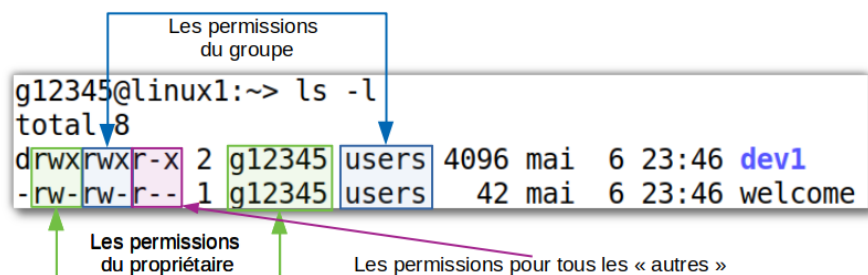 Les permissions
du groupe
g12345@linux1:~> ls -l
total 8
drwxrwxr-x 2 g12345 users 4096 mai  6 23:46 dev1
-rw-rw-r-- 1 g12345 users   42 mai  6 23:46 welcome
Les permissions
du propriétaire
Les permissions pour tous les « autres »